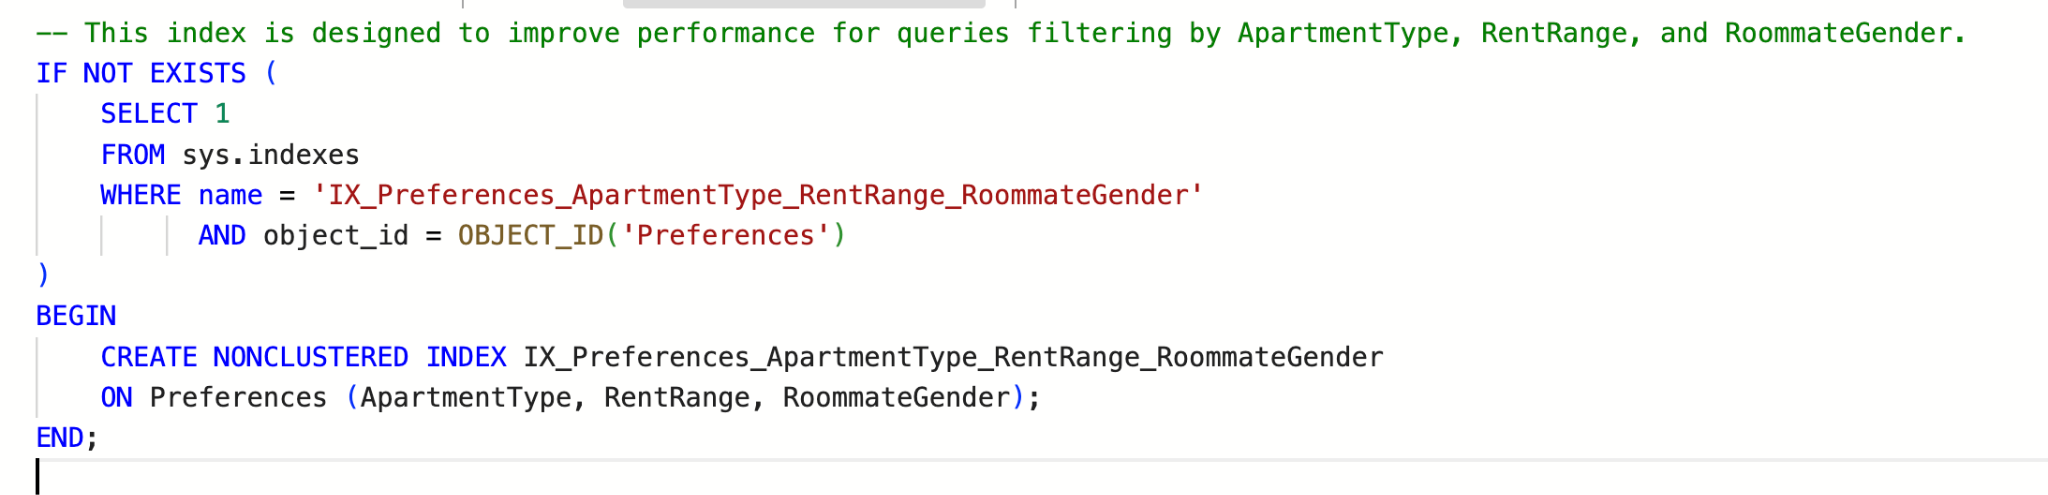 -- This index is designed to improve performance for queries filtering by ApartmentType, RentRange, and RoommateGender.
IF NOT EXISTS (
SELECT 1
FROM sys.indexes
WHERE name = 'IX_Preferences_ApartmentType_RentRange_RoommateGender'
AND object_id = OBJECT_ID('Preferences')
)
BEGIN
CREATE NONCLUSTERED INDEX IX_Preferences_ApartmentType_RentRange_RoommateGender
ON Preferences (ApartmentType, RentRange, RoommateGender);
END;